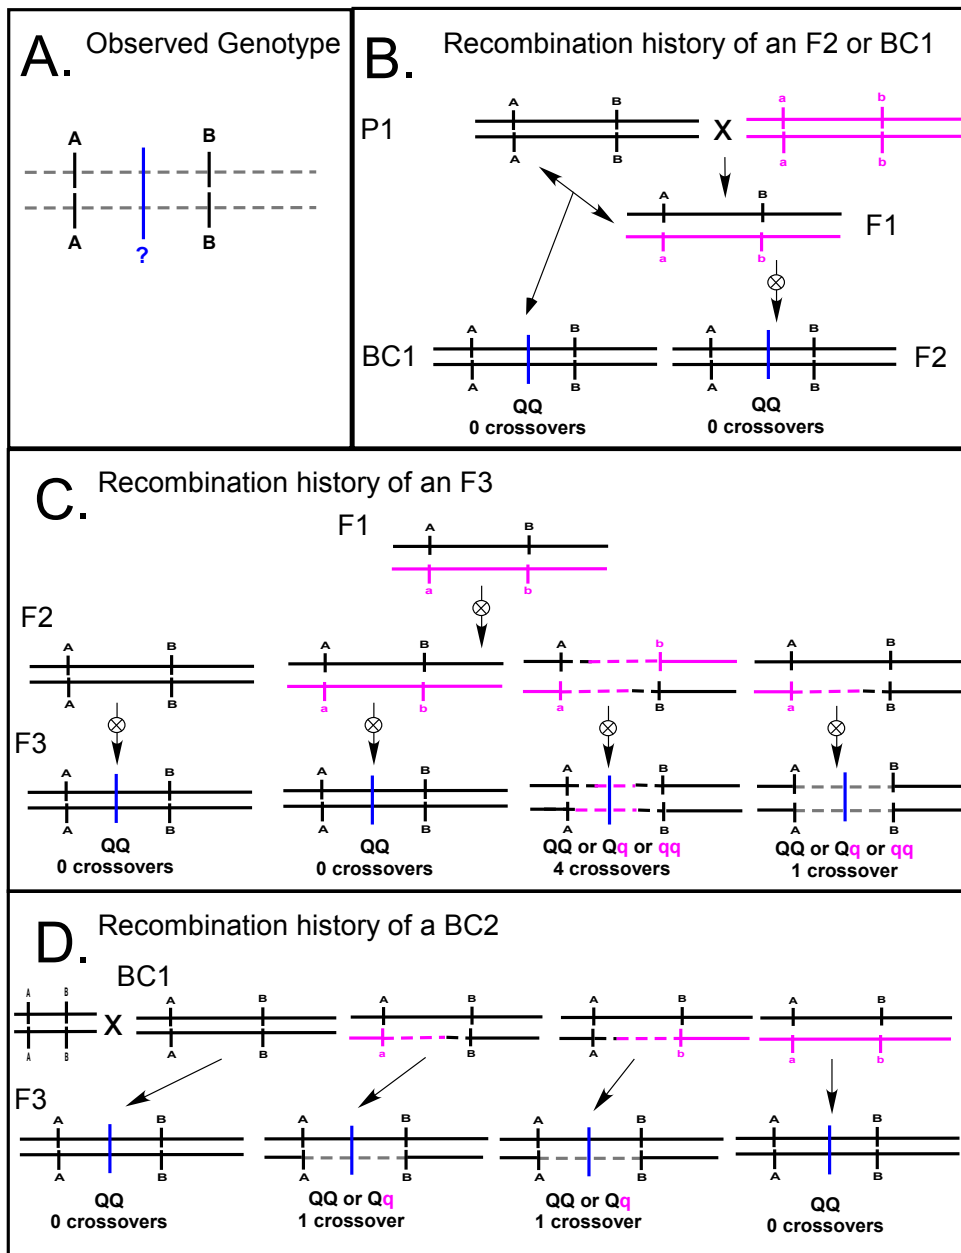 A. Observed Genotype
A B
A B
?
B. Recombination history of an F2 or BC1
A B a b
P1 X
A B a b
A B
F1
a b
A B A B
BC1 F2
A B A B
QQ QQ
0 crossovers 0 crossovers
C. Recombination history of an F3
F1
A B
a b
F2
A B A B A b A B
A B a b a B a B
F3
A B A B A B A B
A B A B A B A B
QQ QQ QQ or Qq or qq QQ or Qq or qq
0 crossovers 0 crossovers 4 crossovers 1 crossover
D. Recombination history of a BC2
BC1
A B A B A B A B A B
X
A B A B a B A b a b
F3
A B A B A B A B
A B A B A B A B
QQ QQ or Qq QQ or Qq QQ
0 crossovers 1 crossover 1 crossover 0 crossovers